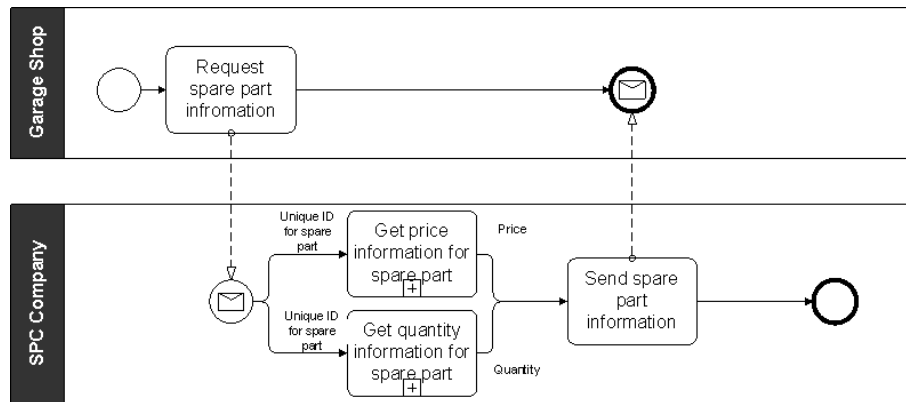 Garage Shop
Request
spare part
infromation
SPC Company
Unique ID
for spare
part
Get price
information for
spare part
Price
Unique ID
for spare
part
Get quantity
information for
spare part
Quantity
Send spare
part
information